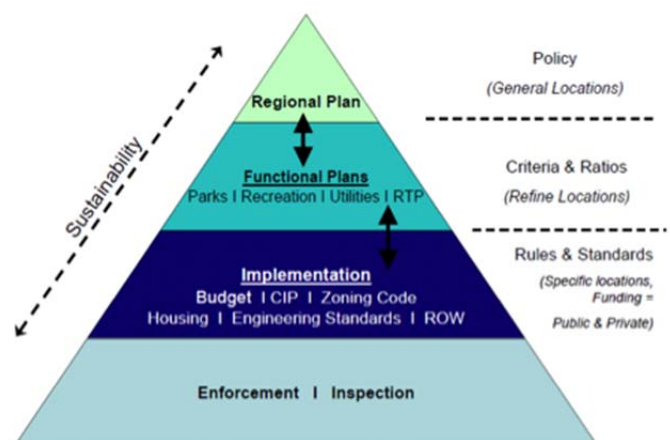 Sustainability
Regional Plan
Functional Plans
Parks I Recreation I Utilities I RTP
Implementation
Budget I CIP I Zoning Code
Housing I Engineering Standards I ROW
Enforcement I Inspection
Policy
(General Locations)
Criteria & Ratios
(Refine Locations)
Rules & Standards
(Specific locations,
Funding =
Public & Private)